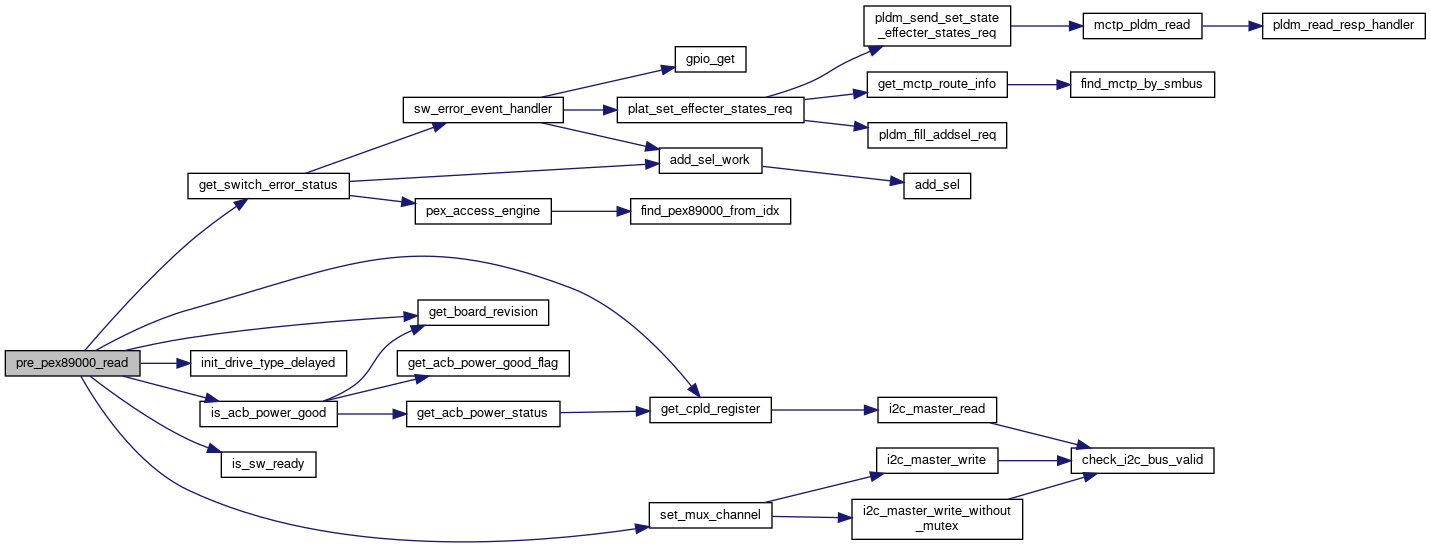 pldm_send_set_state
_effecter_states_req
mctp_pldm_read
pldm_read_resp_handler
gpio_get
get_mctp_route_info
find_mctp_by_smbus
sw_error_event_handler
plat_set_effecter_states_req
pldm_fill_addsel_req
add_sel_work
get_switch_error_status
add_sel
pex_access_engine
find_pex89000_from_idx
get_board_revision
pre_pex89000_read
init_drive_type_delayed
get_acb_power_good_flag
is_acb_power_good
get_acb_power_status
get_cpld_register
i2c_master_read
is_sw_ready
i2c_master_write
check_i2c_bus_valid
set_mux_channel
i2c_master_write_without
_mutex